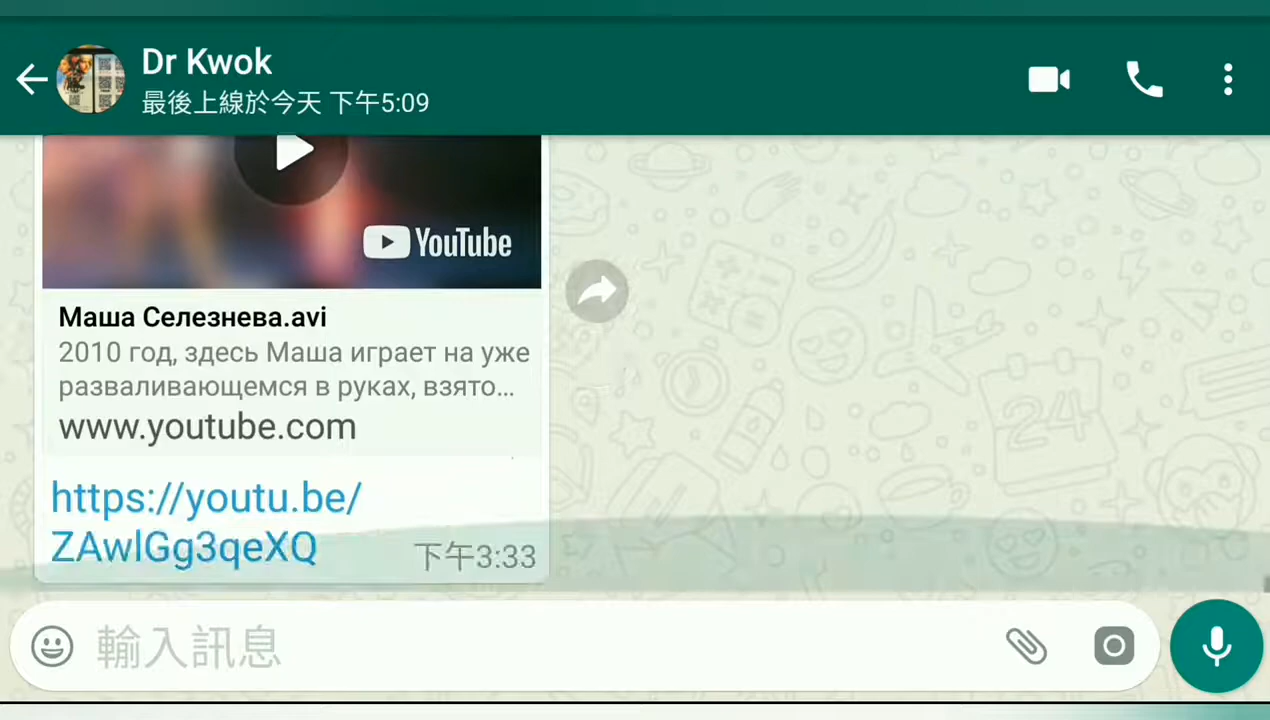 Dr Kwok
最後上線於今天 下午5:09
YouTube
Маша Селезнева.avi
2010 год, здесь Маша играет на уже
разваливающемся в руках, взято...
www.youtube.com
https://youtu.be/
ZAwlGg3qeXQ
下午3:33
24
輸入訊息